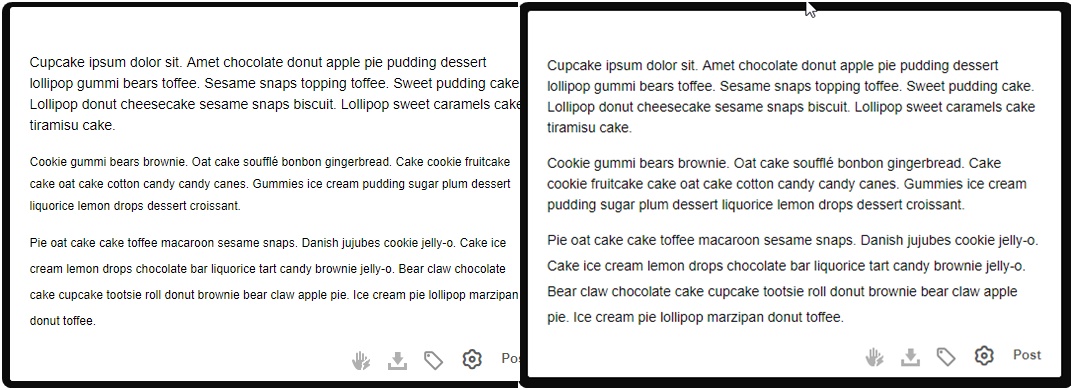 Cupcake ipsum dolor sit. Amet chocolate donut apple pie pudding dessert
lollipop gummi bears toffee. Sesame snaps topping toffee. Sweet pudding cake
Lollipop donut cheesecake sesame snaps biscuit. Lollipop sweet caramels cake
tiramisu cake.
Cookie gummi bears brownie. Oat cake soufflé bonbon gingerbread. Cake cookie fruitcake
cake oat cake cotton candy candy canes. Gummies ice cream pudding sugar plum dessert
liquorice lemon drops dessert croissant.
Pie oat cake cake toffee macaroon sesame snaps. Danish jujubes cookie jelly-o. Cake ice
cream lemon drops chocolate bar liquorice tart candy brownie jelly-o. Bear claw chocolate
cake cupcake tootsie roll donut brownie bear claw apple pie. Ice cream pie lollipop marzipan
donut toffee.
Pos
Cupcake ipsum dolor sit. Amet chocolate donut apple pie pudding dessert
lollipop gummi bears toffee. Sesame snaps topping toffee. Sweet pudding cake.
Lollipop donut cheesecake sesame snaps biscuit. Lollipop sweet caramels cake
tiramisu cake.
Cookie gummi bears brownie. Oat cake soufflé bonbon gingerbread. Cake
cookie fruitcake cake oat cake cotton candy candy canes. Gummies ice cream
pudding sugar plum dessert liquorice lemon drops dessert croissant.
Pie oat cake cake toffee macaroon sesame snaps. Danish jujubes cookie jelly-o.
Cake ice cream lemon drops chocolate bar liquorice tart candy brownie jelly-o.
Bear claw chocolate cake cupcake tootsie roll donut brownie bear claw apple
pie. Ice cream pie lollipop marzipan donut toffee.
Post